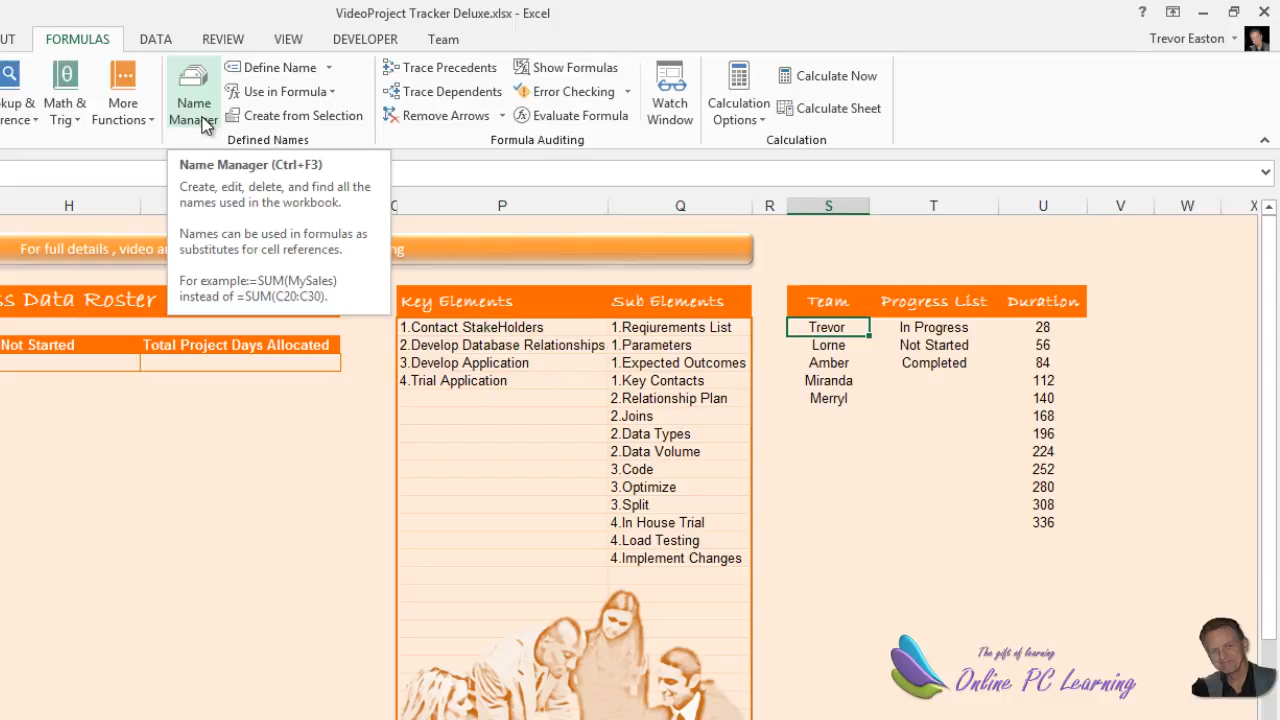 VideoProject Tracker Deluxe.xlsx - Excel
UT FORMULAS DATA REVIEW VIEW DEVELOPER Team
Trevor Easton
kup & rence
Math & Trig
More Functions
Name Manager
Define Name
Use in Formula
Create from Selection
Defined Names
Trace Precedents
Trace Dependents
Remove Arrows
Show Formulas
Error Checking
Evaluate Formula
Formula Auditing
Watch Window
Calculation Options
Calculate Now
Calculate Sheet
Calculation
Name Manager (Ctrl+F3)
Create, edit, delete, and find all the
names used in the workbook.
Names can be used in formulas as
substitutes for cell references.
For example:=SUM(MySales)
instead of =SUM(C20:C30).
H P Q R S T U V W X
For full details , video a
ng
ss Data Roster
Not Started Total Project Days Allocated
Key Elements Sub Elements
1.Contact StakeHolders 1.Reqiurements List
2.Develop Database Relationships 1.Parameters
3.Develop Application 1.Expected Outcomes
4.Trial Application 1.Key Contacts
2.Relationship Plan
2.Joins
2.Data Types
2.Data Volume
3.Code
3.Optimize
3.Split
4.In House Trial
4.Load Testing
4.Implement Changes
Team Progress List Duration
Trevor In Progress 28
Lorne Not Started 56
Amber Completed 84
Miranda 112
Merryl 140
168
196
224
252
280
308
336
The gift of learning
Online PC Learning